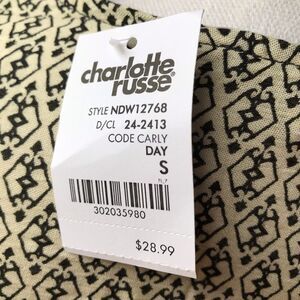 charlotte
russe®
STYLE NDW12768
D/CL 24-2413
CODE CARLY
DAY
S
302035980
$28.99